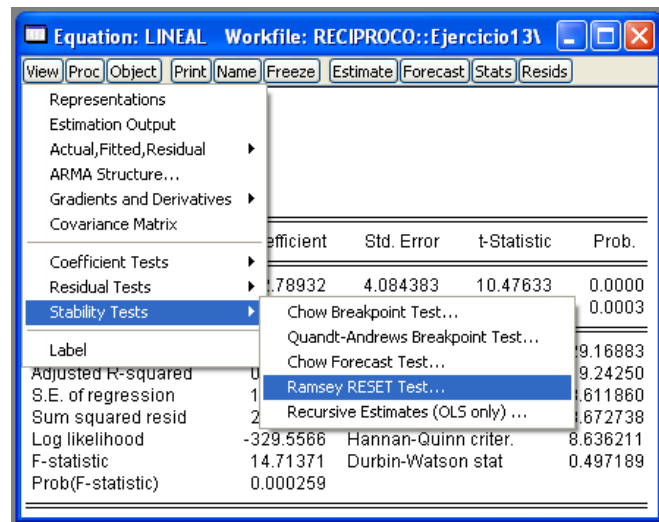 Equation: LINEAL Workfile: RECIPROCO::Ejercicio13\
View Proc Object Print Name Freeze Estimate Forecast Stats Resids
Representations
Estimation Output
Actual,Fitted,Residual
ARMA Structure...
Gradients and Derivatives
Covariance Matrix
Coefficient Tests
Residual Tests
Stability Tests
Label
Chow Breakpoint Test...
Quandt-Andrews Breakpoint Test...
Chow Forecast Test...
Ramsey RESET Test...
Recursive Estimates (OLS only) ...
efficient Std. Error t-Statistic Prob.
.78932 4.084383 10.47633 0.0000
0.0003
9.16883
Adjusted R-squared 0 9.24250
S.E. of regression 1 .611860
Sum squared resid 2 .672738
Log likelihood -329.5566 Hannan-Quinn criter. 8.636211
F-statistic 14.71371 Durbin-Watson stat 0.497189
Prob(F-statistic) 0.000259